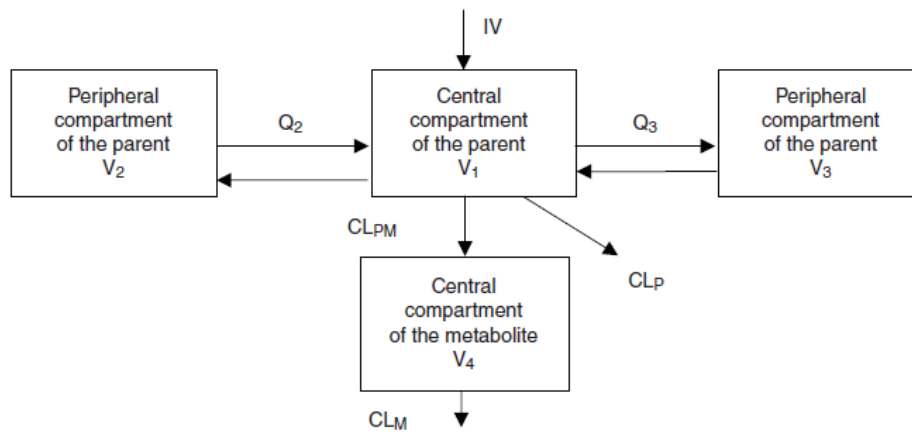 IV
Peripheral
compartment
of the parent
V2
Q2
Central
compartment
of the parent
V1
Q3
Peripheral
compartment
of the parent
V3
CLPM
CLP
Central
compartment
of the metabolite
V4
CLM